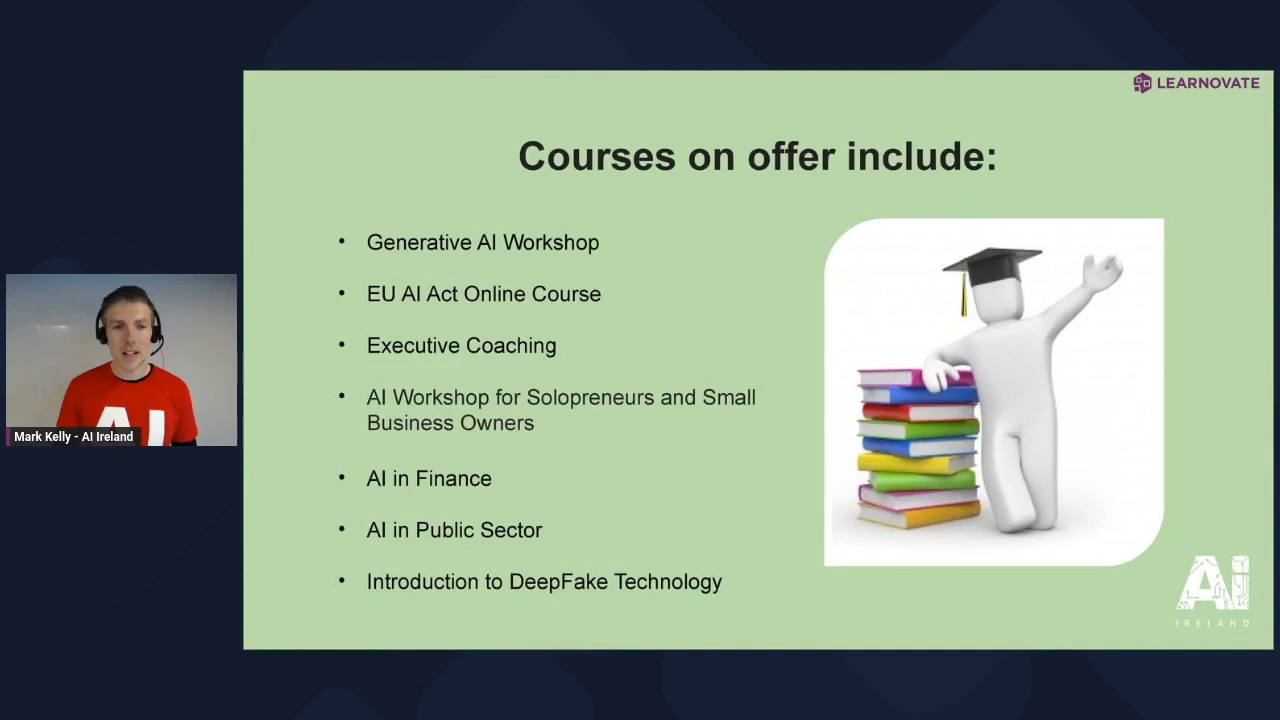 LEARNOVATE
Courses on offer include:
• Generative AI Workshop
• EU AI Act Online Course
• Executive Coaching
• AI Workshop for Solopreneurs and Small
Business Owners
• AI in Finance
• AI in Public Sector
• Introduction to DeepFake Technology
AI
Mark Kelly - AI Ireland
Ai
IRELAND